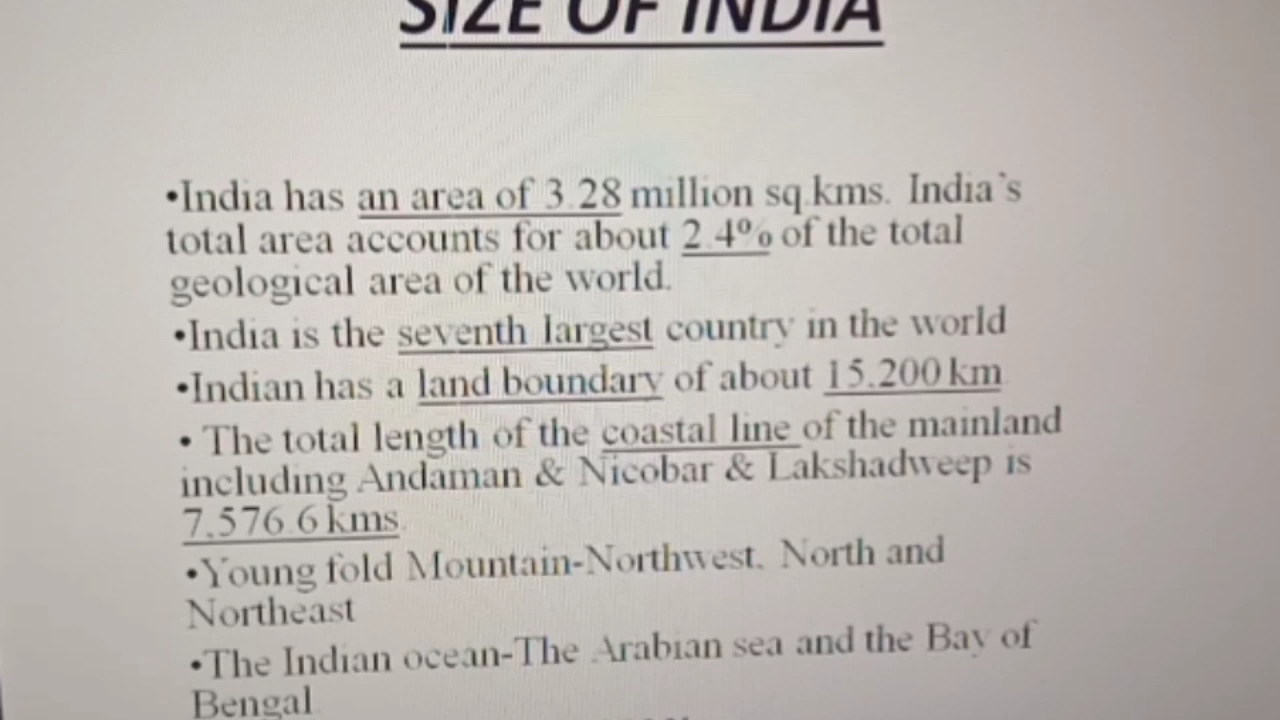 SIZE OF INDIA
•India has an area of 3.28 million sq.kms. India's
total area accounts for about 2.4% of the total
geological area of the world.
•India is the seventh largest country in the world
•Indian has a land boundary of about 15,200 km
• The total length of the coastal line of the mainland
including Andaman & Nicobar & Lakshadweep is
7,576.6 kms.
•Young fold Mountain-Northwest, North and
Northeast
•The Indian ocean-The Arabian sea and the Bay of
Bengal